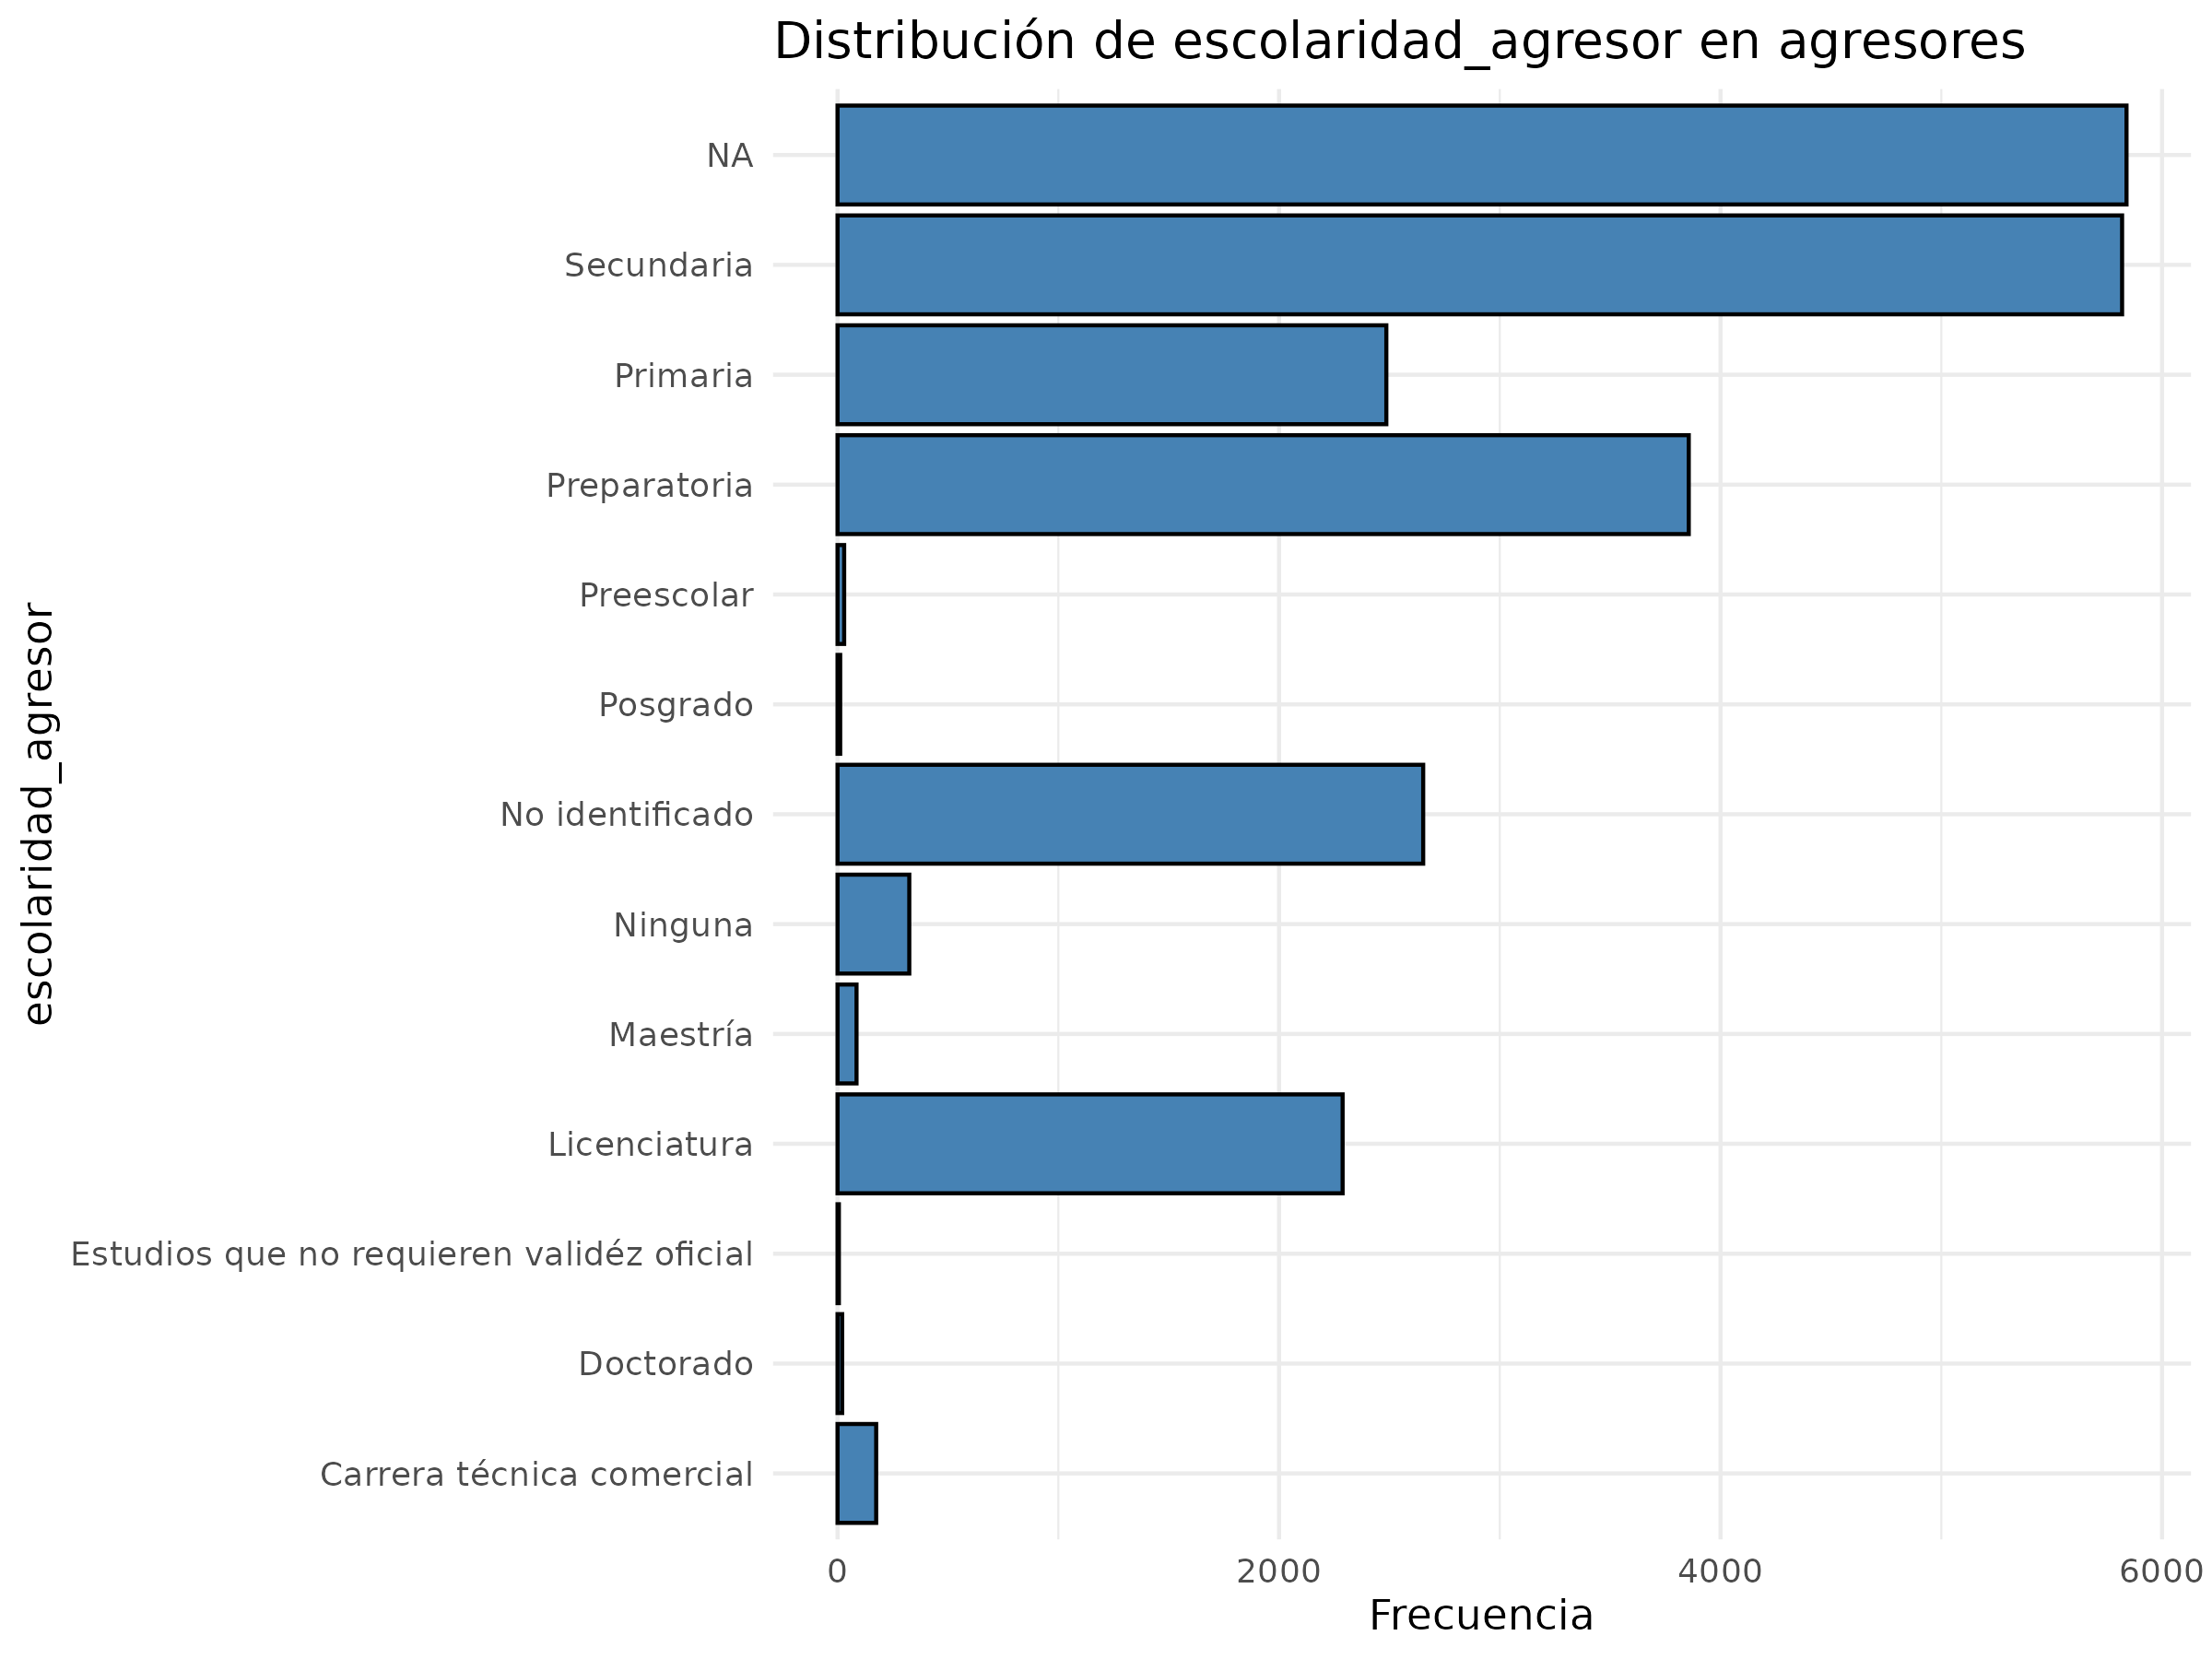 Distribución de escolaridad_agresor en agresores
NA
Secundaria
Primaria
Preparatoria
Preescolar
Posgrado
No identificado
Ninguna
Maestría
Licenciatura
Estudios que no requieren validéz oficial
Doctorado
Carrera técnica comercial
escolaridad_agresor
0 2000 4000 6000
Frecuencia